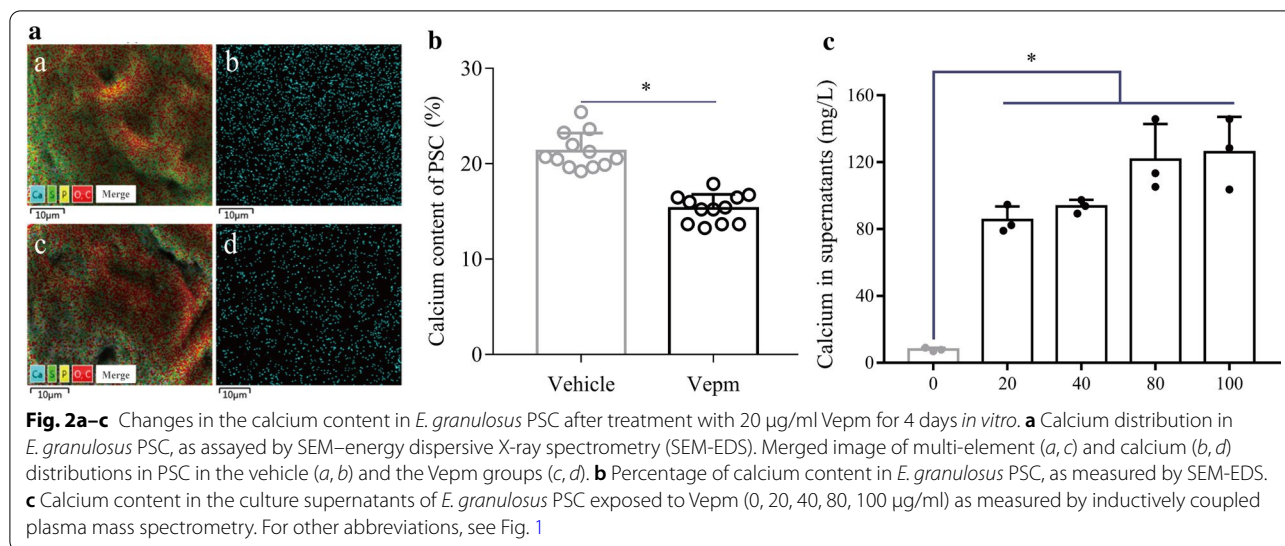 a
a
b
Ca S P O C Merge
10µm
10µm
c
d
Ca S P O C Merge
10µm
10µm
b
Calcium content of PSC (%)
30
20
10
0
*
Vehicle Vepm
c
Calcium in supernatants (mg/L)
160
120
80
40
0
*
0 20 40 80 100
Fig. 2a–c Changes in the calcium content in E. granulosus PSC after treatment with 20 µg/ml Vepm for 4 days in vitro. a Calcium distribution in
E. granulosus PSC, as assayed by SEM–energy dispersive X-ray spectrometry (SEM-EDS). Merged image of multi-element (a, c) and calcium (b, d)
distributions in PSC in the vehicle (a, b) and the Vepm groups (c, d). b Percentage of calcium content in E. granulosus PSC, as measured by SEM-EDS.
c Calcium content in the culture supernatants of E. granulosus PSC exposed to Vepm (0, 20, 40, 80, 100 µg/ml) as measured by inductively coupled
plasma mass spectrometry. For other abbreviations, see Fig. 1